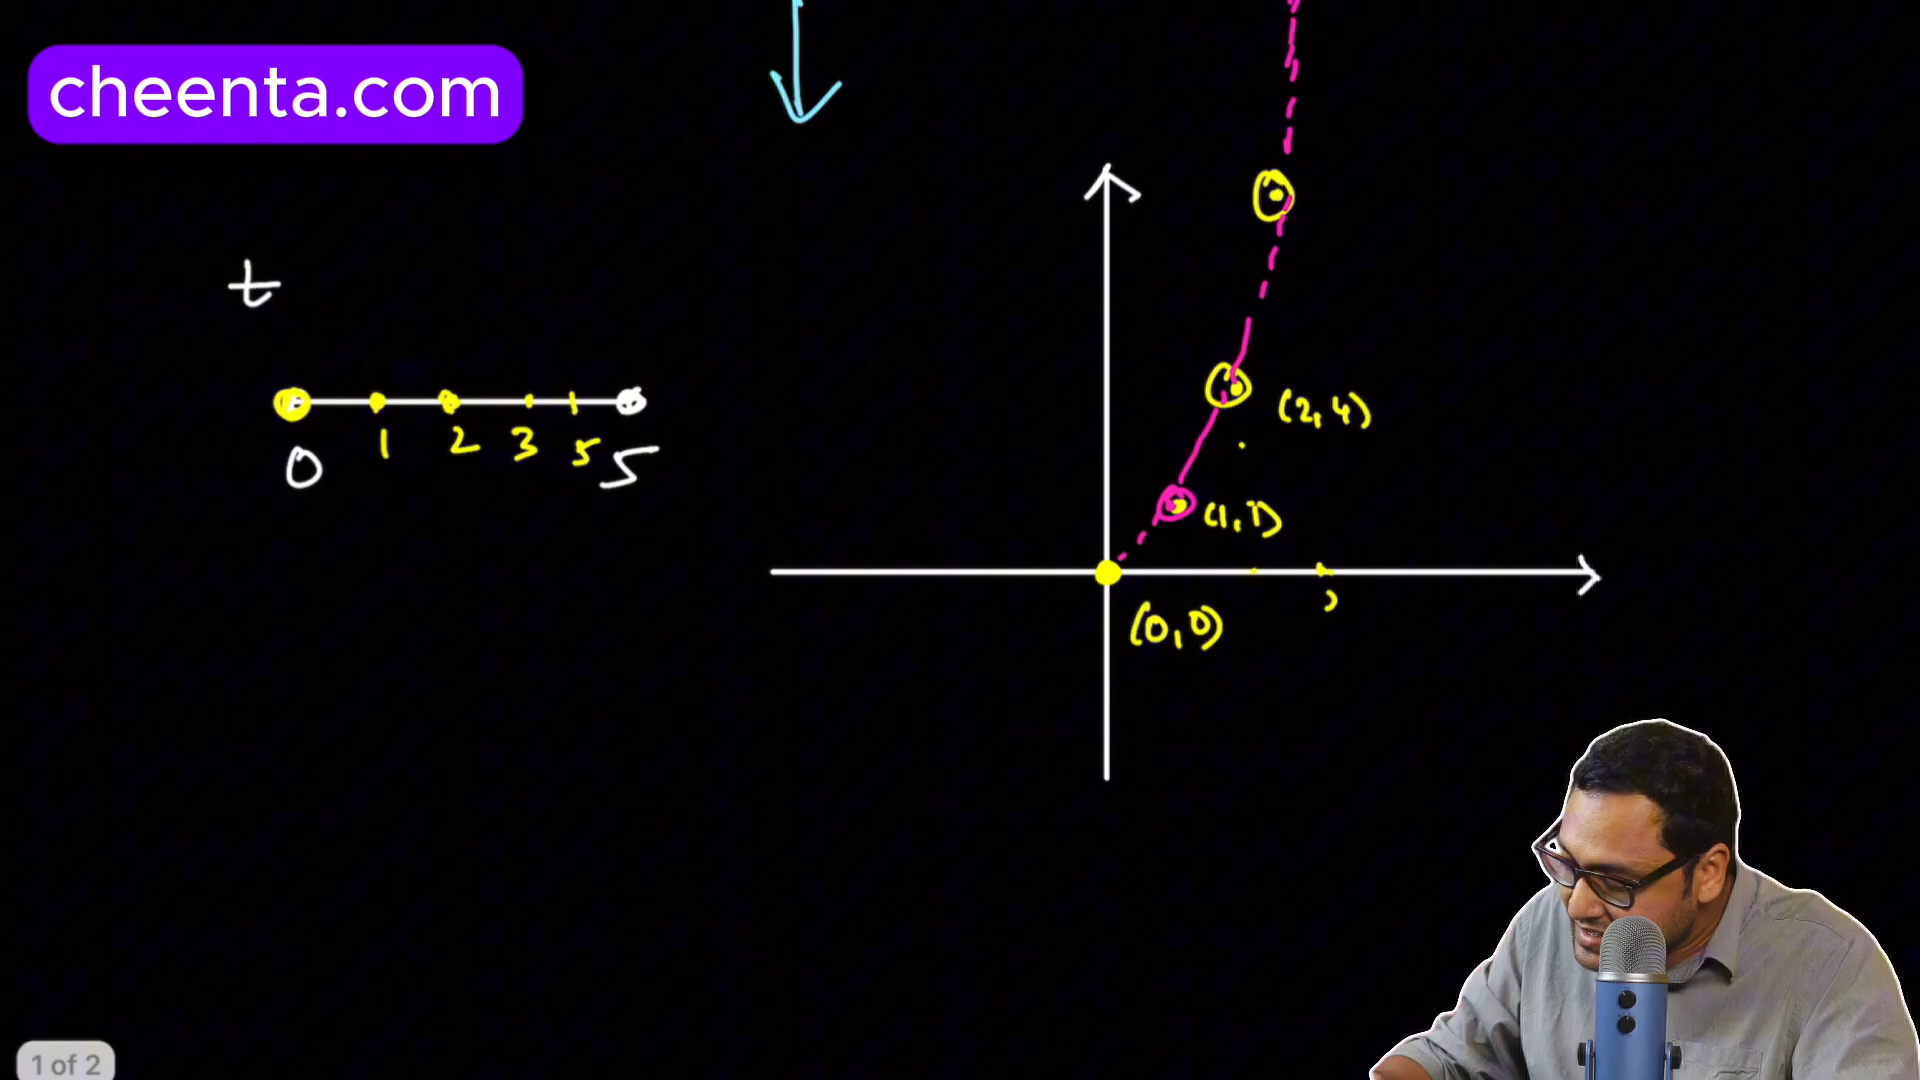 cheenta.com
t
(2, 4)
1 2 3 5
0 5
(1, 1)
(0, 0)
1 of 2